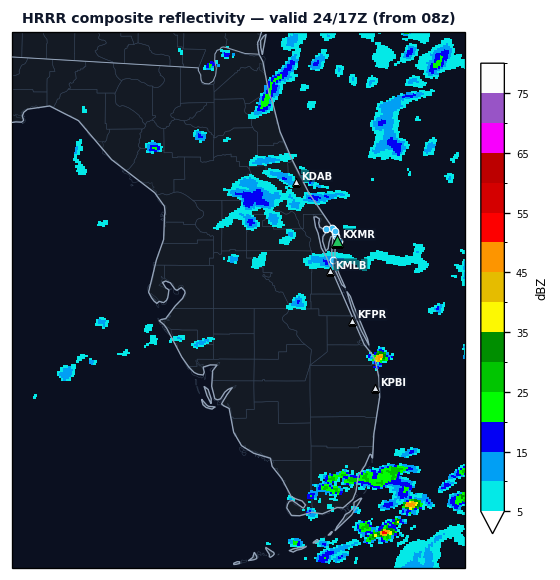 HRRR composite reflectivity — valid 24/17Z (from 08z)
KDAB
KXMR
KMLB
KFPR
KPBI
75
65
55
45
35
25
15
5
dBZ